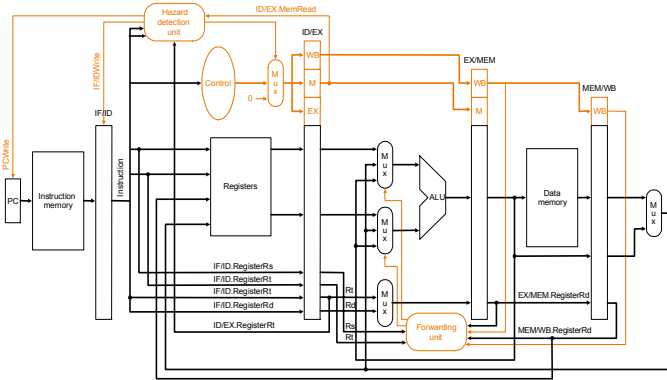 ID/EX.MemRead
Hazard
detection
unit
ID/EX
IF/IDWrite
PCWrite
WB
EX/MEM
Control
M
u
x
M
WB
MEM/WB
0
EX
M
WB
IF/ID
PC
Instruction
memory
Instruction
Registers
M
u
x
ALU
M
u
x
Data
memory
M
u
x
IF/ID.RegisterRs
IF/ID.RegisterRt
IF/ID.RegisterRt
Rt
IF/ID.RegisterRd
Rd
M
u
x
EX/MEM.RegisterRd
ID/EX.RegisterRt
Rs
Rt
Forwarding
unit
MEM/WB.RegisterRd